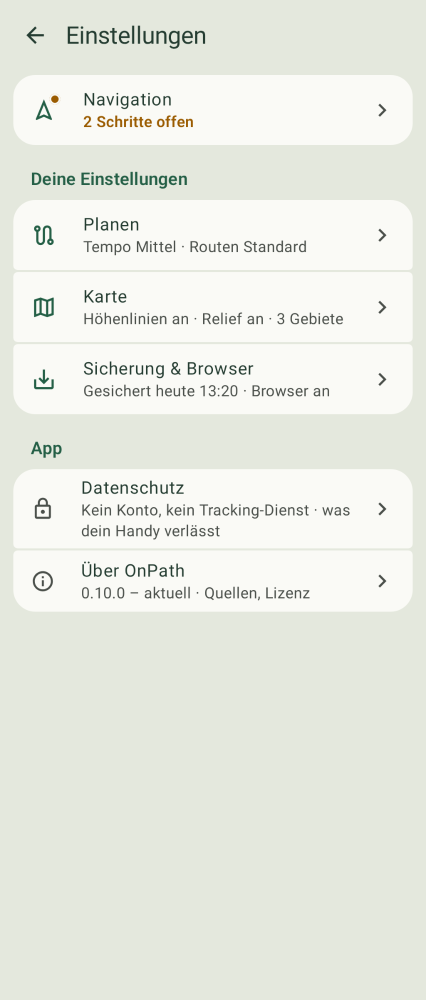 Einstellungen
Navigation
2 Schritte offen
Deine Einstellungen
Planen
Tempo Mittel · Routen Standard
Karte
Höhenlinien an · Relief an · 3 Gebiete
Sicherung & Browser
Gesichert heute 13:20 · Browser an
App
Datenschutz
Kein Konto, kein Tracking-Dienst · was
dein Handy verlässt
Über OnPath
0.10.0 – aktuell · Quellen, Lizenz